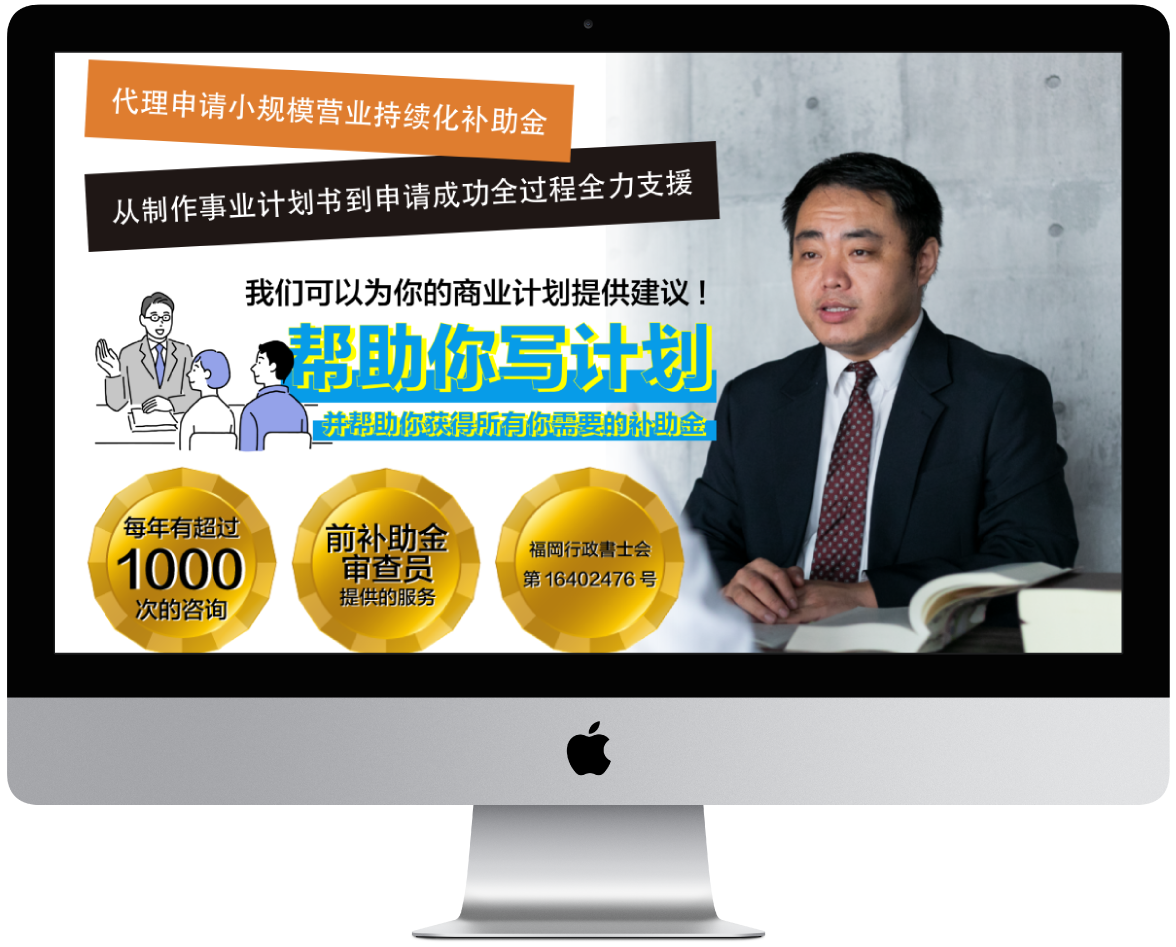 代理申请小规模营业持续化补助金
从制作事业计划书到申请成功全过程全力支援
我们可以为你的商业计划提供建议！
帮助你写计划
并帮助你获得所有你需要的补助金
每年有超过
1000
次的咨询
前补助金
审查员
提供的服务
福岡行政書士会
第 16402476 号